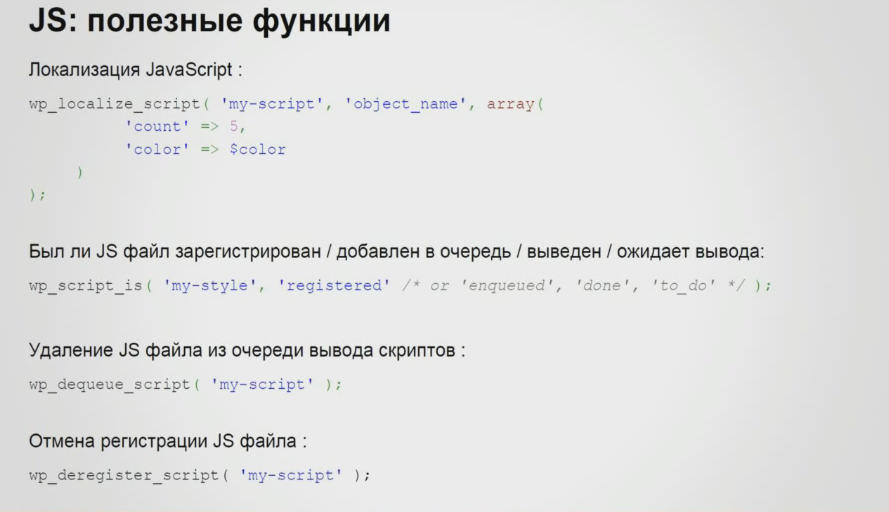 JS: полезные функции
Локализация JavaScript :
wp_localize_script( 'my-script', 'object_name', array(
'count' => 5,
'color' => $color
)
);
Был ли JS файл зарегистрирован / добавлен в очередь / выведен / ожидает вывода:
wp_script_is( 'my-style', 'registered' /* or 'enqueued', 'done', 'to_do' */ );
Удаление JS файла из очереди вывода скриптов :
wp_dequeue_script( 'my-script' );
Отмена регистрации JS файла :
wp_deregister_script( 'my-script' );